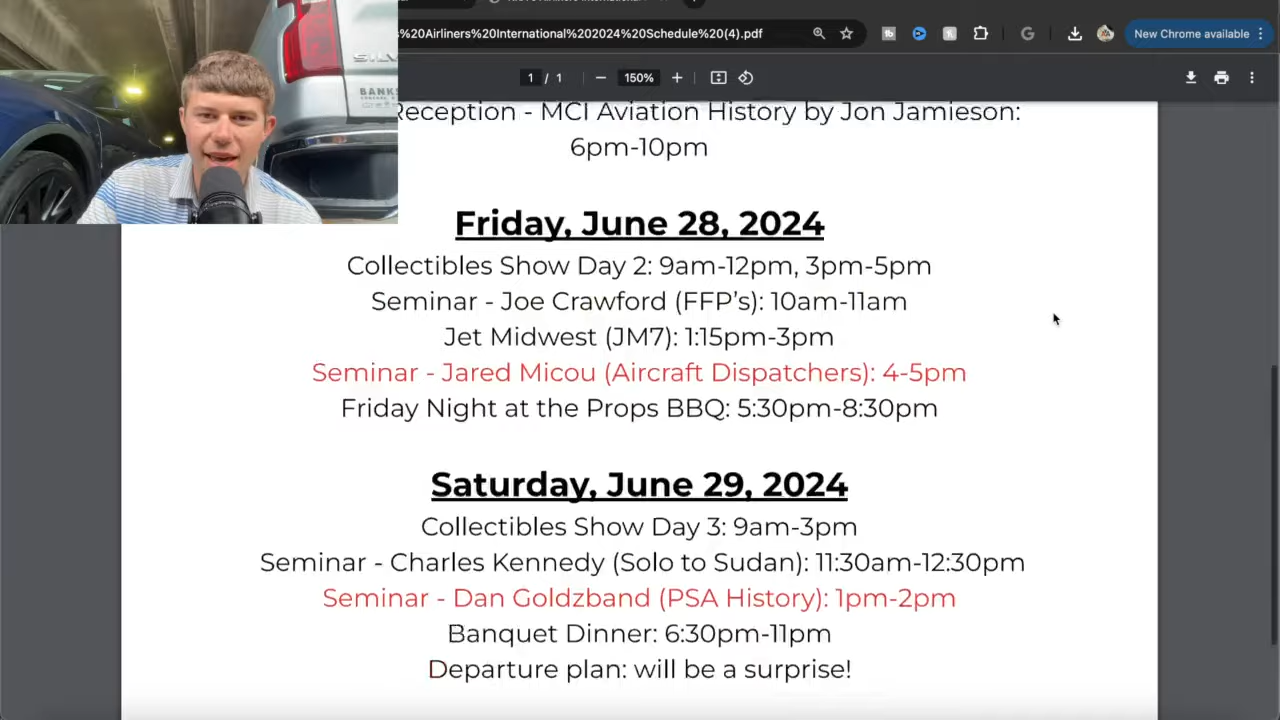 s%20Airliners%20International%202024%20Schedule%20(4).pdf
New Chrome available
1 / 1
150%
SILV
BANKS
Reception - MCI Aviation History by Jon Jamieson:
6pm-10pm
Friday, June 28, 2024
Collectibles Show Day 2: 9am-12pm, 3pm-5pm
Seminar - Joe Crawford (FFP's): 10am-11am
Jet Midwest (JM7): 1:15pm-3pm
Seminar - Jared Micou (Aircraft Dispatchers): 4-5pm
Friday Night at the Props BBQ: 5:30pm-8:30pm
Saturday, June 29, 2024
Collectibles Show Day 3: 9am-3pm
Seminar - Charles Kennedy (Solo to Sudan): 11:30am-12:30pm
Seminar - Dan Goldzband (PSA History): 1pm-2pm
Banquet Dinner: 6:30pm-11pm
Departure plan: will be a surprise!